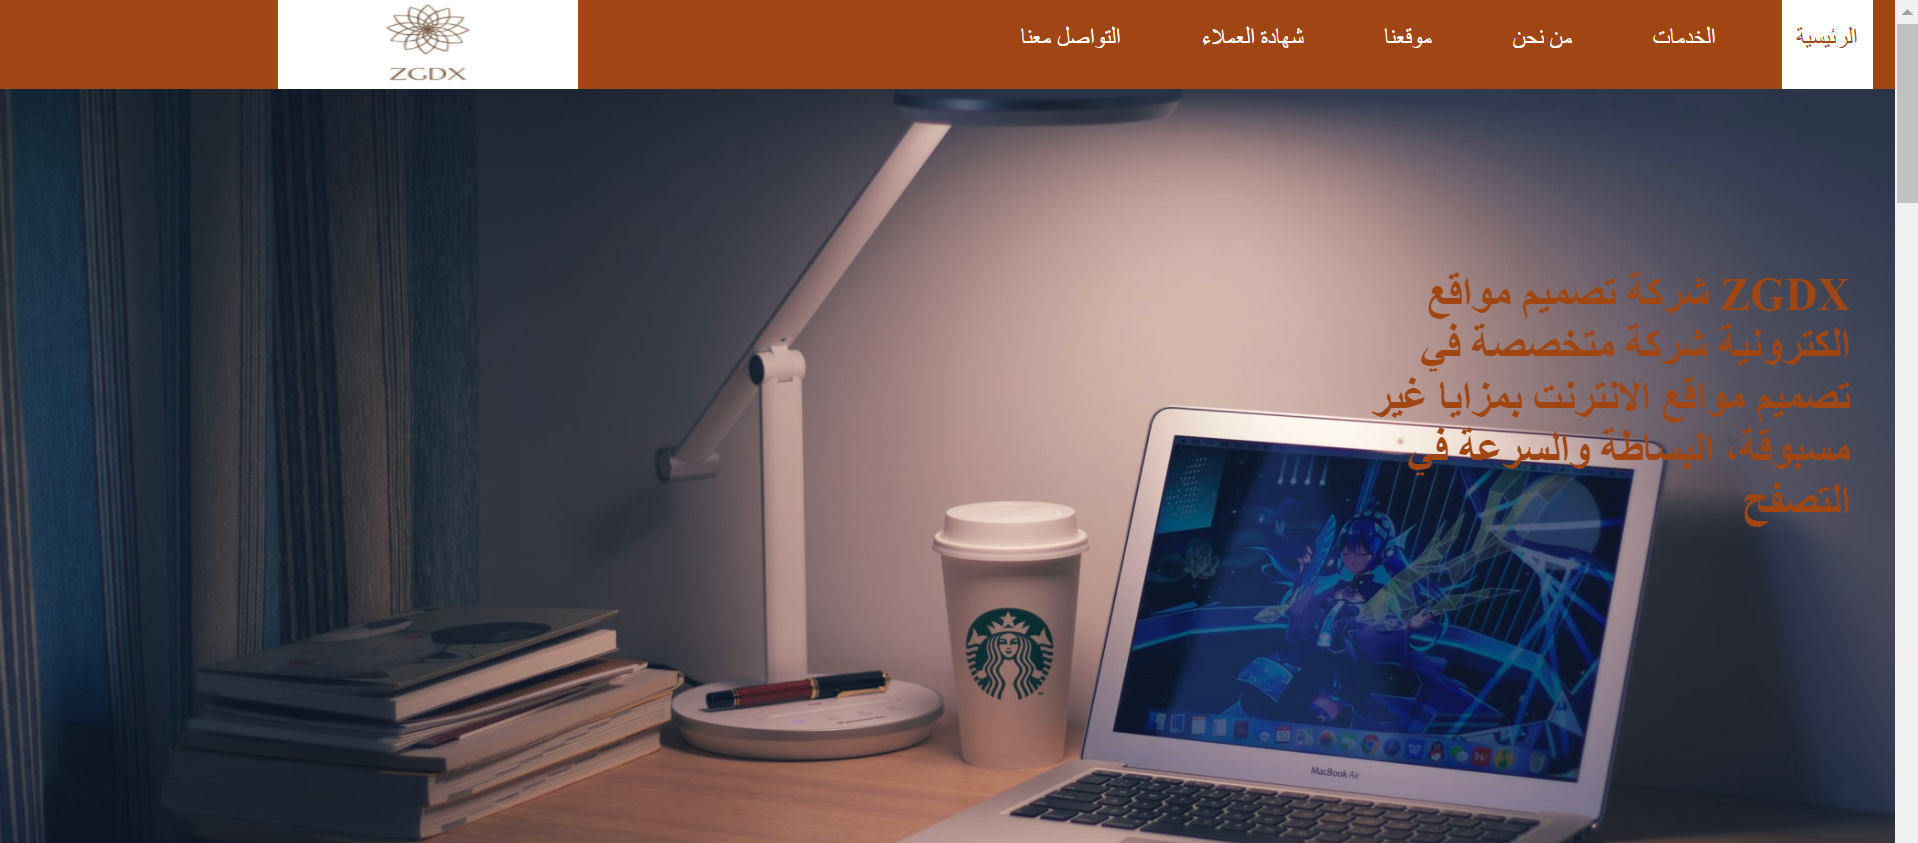 الرئيسية
الخدمات
من نحن
موقعنا
شهادة العملاء
التواصل معنا
ZGDX
ZGDX شركة تصميم مواقع
الكترونية شركة متخصصة في
تصميم مواقع الانترنت بمزايا غير
مسبوقة، البساطة والسرعة في
التصفح
MacBook Air